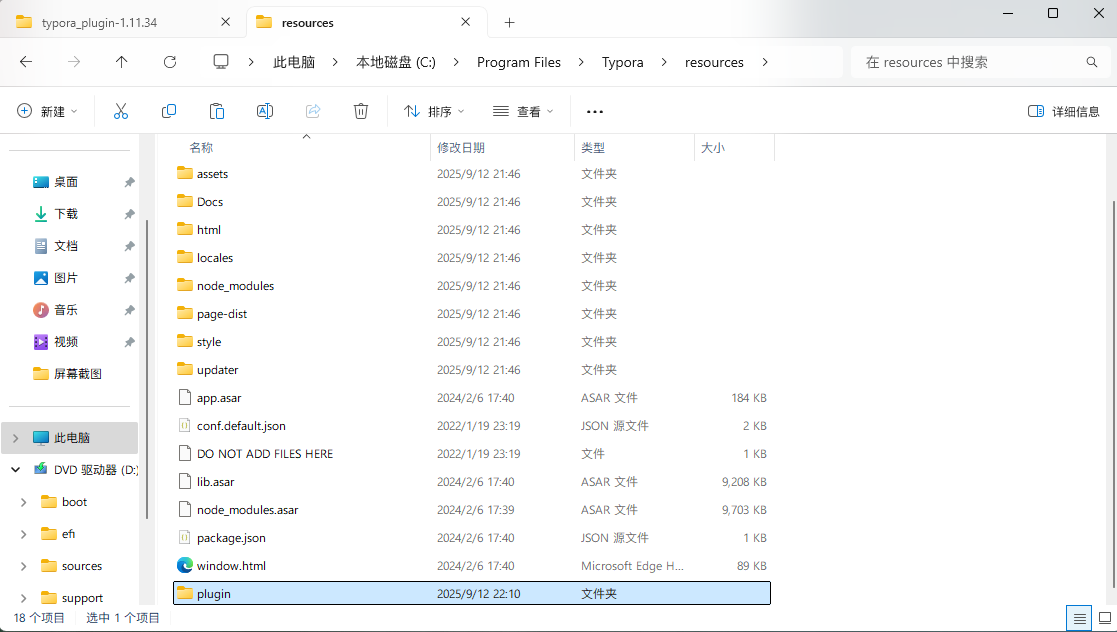 typora_plugin-1.11.34
resources
此电脑 本地磁盘 (C:) Program Files Typora resources
在 resources 中搜索
新建 排序 查看 详细信息
名称 修改日期 类型 大小
桌面
下载
文档
图片
音乐
视频
屏幕截图
此电脑
DVD 驱动器 (D:)
boot
efi
sources
support
assets 2025/9/12 21:46 文件夹
Docs 2025/9/12 21:46 文件夹
html 2025/9/12 21:46 文件夹
locales 2025/9/12 21:46 文件夹
node_modules 2025/9/12 21:46 文件夹
page-dist 2025/9/12 21:46 文件夹
style 2025/9/12 21:46 文件夹
updater 2025/9/12 21:46 文件夹
app.asar 2024/2/6 17:40 ASAR 文件 184 KB
conf.default.json 2022/1/19 23:19 JSON 源文件 2 KB
DO NOT ADD FILES HERE 2022/1/19 23:19 文件 1 KB
lib.asar 2024/2/6 17:40 ASAR 文件 9,208 KB
node_modules.asar 2024/2/6 17:39 ASAR 文件 9,703 KB
package.json 2024/2/6 17:40 JSON 源文件 1 KB
window.html 2024/2/6 17:40 Microsoft Edge H... 89 KB
plugin 2025/9/12 22:10 文件夹
18 个项目 选中 1 个项目